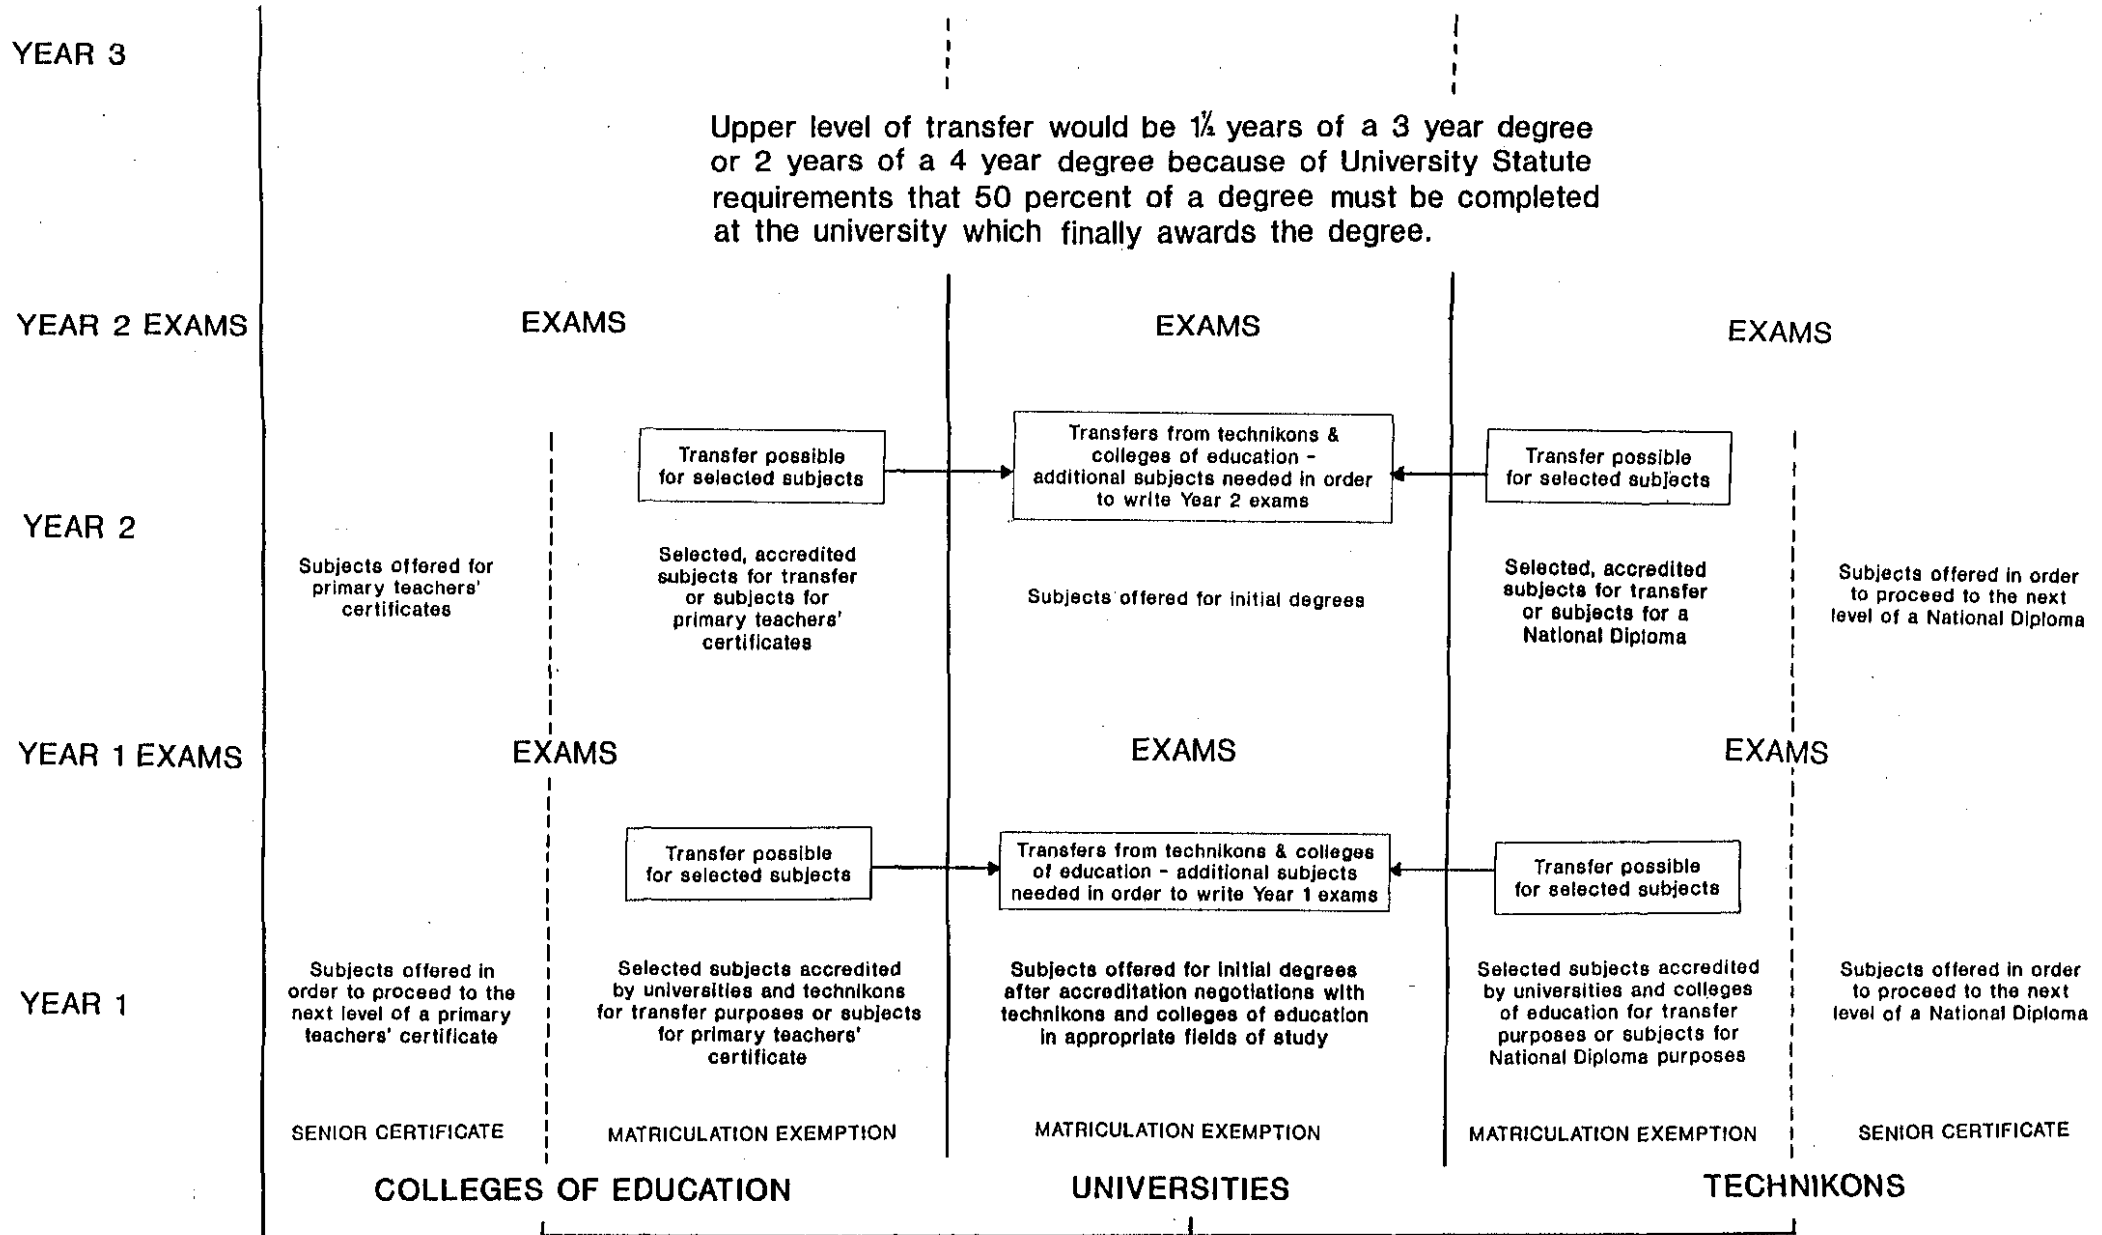 YEAR 3
Upper level of transfer would be 1½ years of a 3 year degree
or 2 years of a 4 year degree because of University Statute
requirements that 50 percent of a degree must be completed
at the university which finally awards the degree.
YEAR 2 EXAMS
EXAMS
EXAMS
EXAMS
Transfer possible
for selected subjects
Transfers from technikons &
colleges of education -
additional subjects needed in order
to write Year 2 exams
Transfer possible
for selected subjects
YEAR 2
Subjects offered for
primary teachers'
certificates
Selected, accredited
subjects for transfer
or subjects for
primary teachers'
certificates
Subjects offered for initial degrees
Selected, accredited
subjects for transfer
or subjects for a
National Diploma
Subjects offered in order
to proceed to the next
level of a National Diploma
YEAR 1 EXAMS
EXAMS
EXAMS
EXAMS
Transfer possible
for selected subjects
Transfers from technikons & colleges
of education - additional subjects
needed in order to write Year 1 exams
Transfer possible
for selected subjects
YEAR 1
Subjects offered in
order to proceed to the
next level of a primary
teachers' certificate
Selected subjects accredited
by universities and technikons
for transfer purposes or subjects
for primary teachers'
certificate
Subjects offered for initial degrees
after accreditation negotiations with
technikons and colleges of education
in appropriate fields of study
Selected subjects accredited
by universities and colleges
of education for transfer
purposes or subjects for
National Diploma purposes
Subjects offered in order
to proceed to the next
level of a National Diploma
SENIOR CERTIFICATE
MATRICULATION EXEMPTION
MATRICULATION EXEMPTION
MATRICULATION EXEMPTION
SENIOR CERTIFICATE
COLLEGES OF EDUCATION
UNIVERSITIES
TECHNIKONS